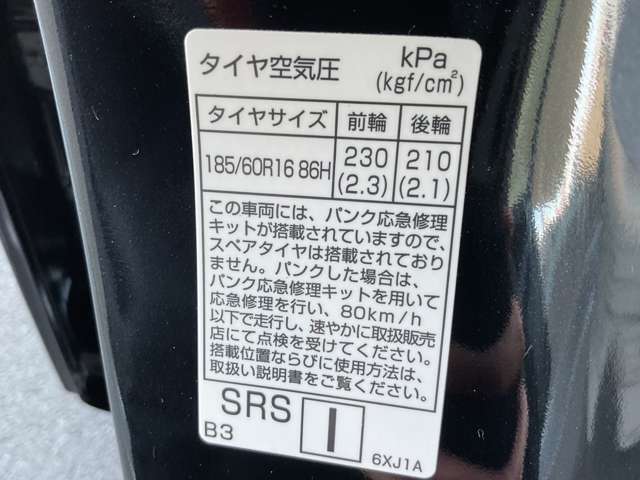 タイヤ空気圧 kPa
(kgf/cm²)
タイヤサイズ 前輪 後輪
185/60R16 86H 230 210
(2.3) (2.1)
この車両には、パンク応急修理
キットが搭載されていますので、
スペアタイヤは搭載されており
ません。パンクした場合は、
パンク応急修理キットを用いて
応急修理を行い、80km/h
以下で走行し、速やかに取扱販売
店にて点検を受けてください。
搭載位置ならびに使用方法は、
取扱い説明書をご覧ください。
SRS I
B3 6XJ1A